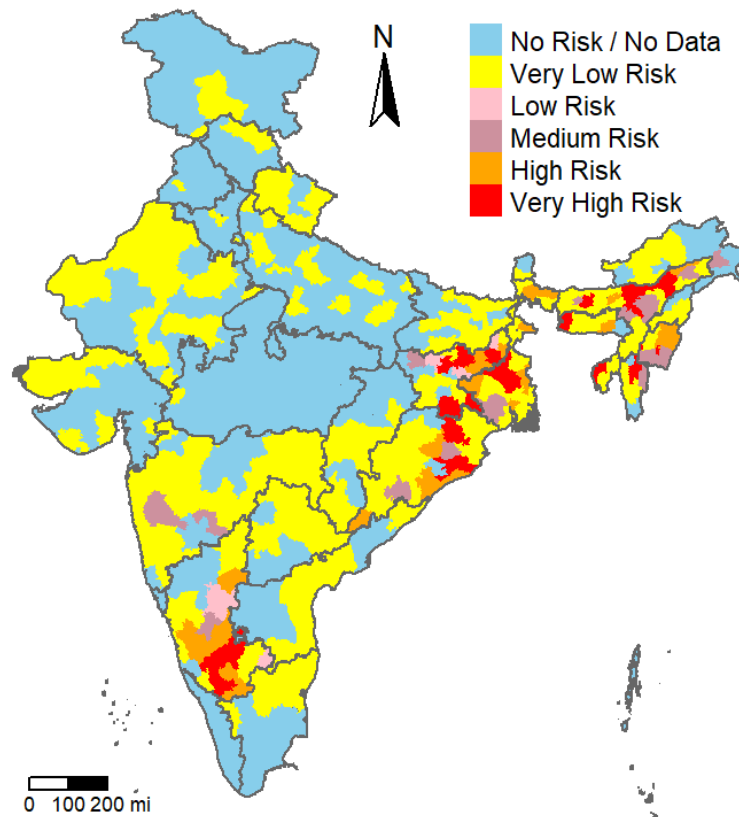 N
No Risk / No Data
Very Low Risk
Low Risk
Medium Risk
High Risk
Very High Risk
0 100 200 mi